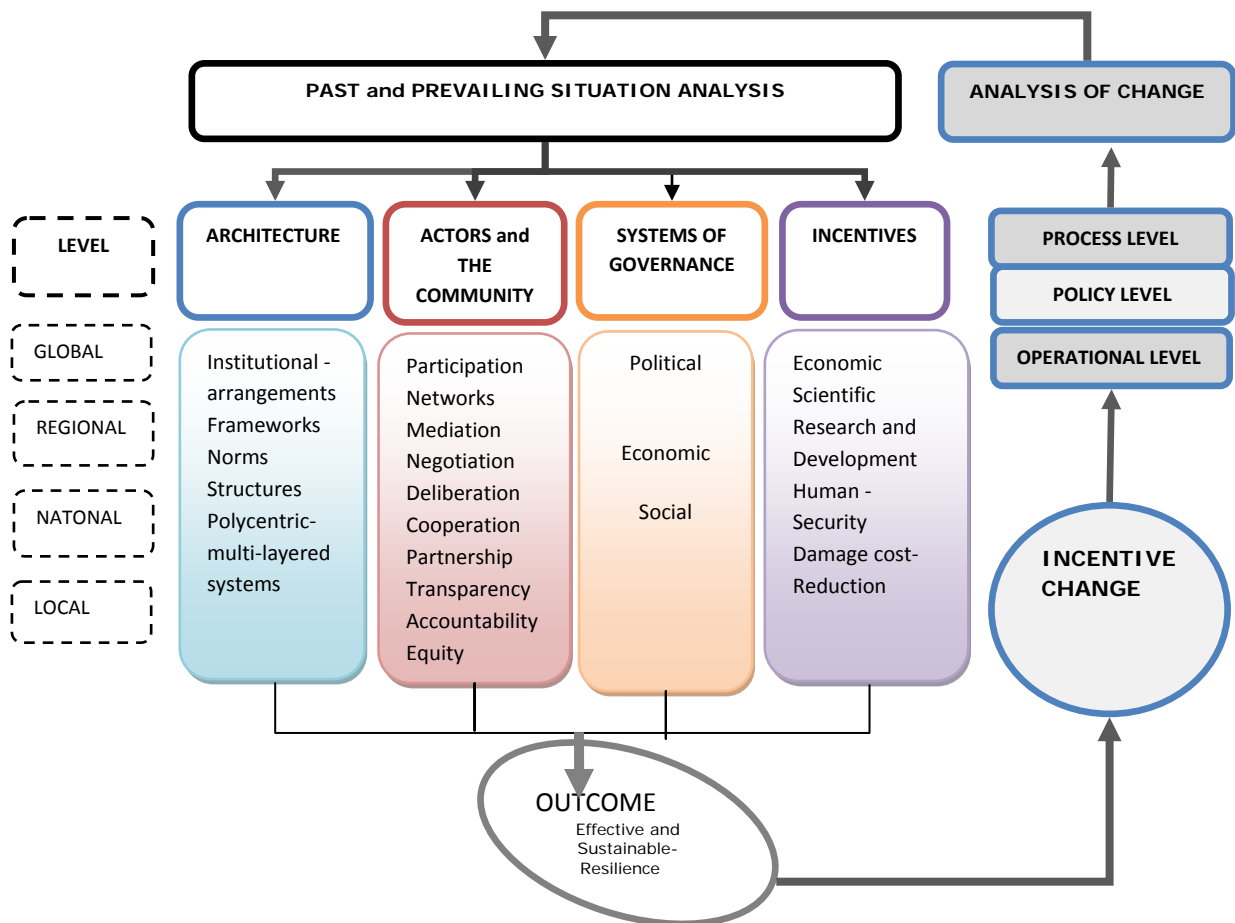 PAST and PREVAILING SITUATION ANALYSIS
ANALYSIS OF CHANGE
LEVEL
GLOBAL
REGIONAL
NATONAL
LOCAL
ARCHITECTURE
Institutional -
arrangements
Frameworks
Norms
Structures
Polycentric-
multi-layered
systems
ACTORS and
THE
COMMUNITY
Participation
Networks
Mediation
Negotiation
Deliberation
Cooperation
Partnership
Transparency
Accountability
Equity
SYSTEMS OF
GOVERNANCE
Political
Economic
Social
INCENTIVES
Economic
Scientific
Research and
Development
Human -
Security
Damage cost-
Reduction
PROCESS LEVEL
POLICY LEVEL
OPERATIONAL LEVEL
INCENTIVE
CHANGE
OUTCOME
Effective and
Sustainable-
Resilience